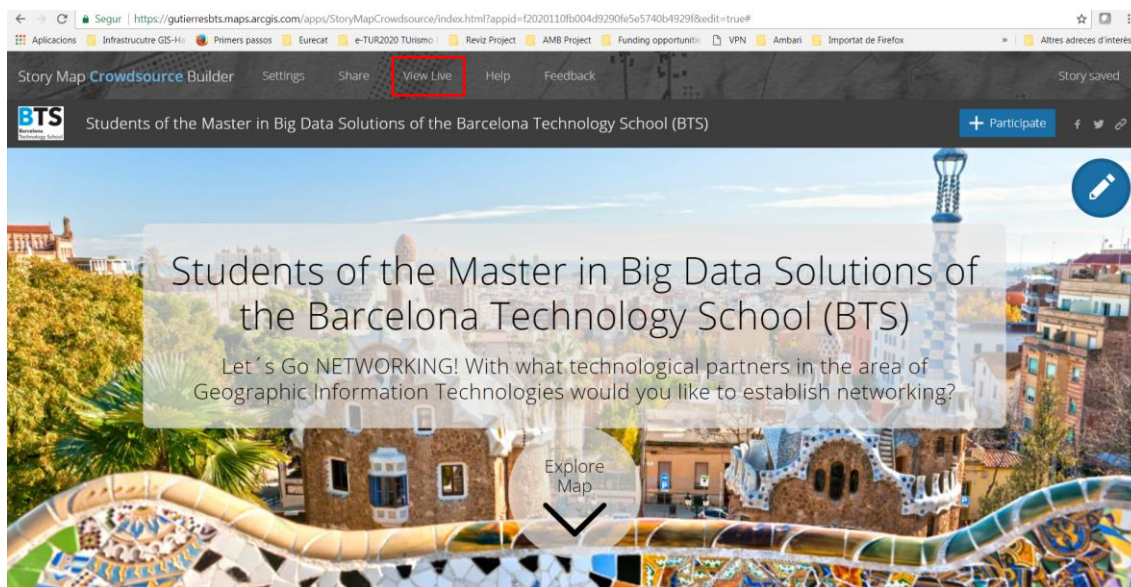 Segur | https://gutierresbts.maps.arcgis.com/apps/StoryMapCrowdsource/index.html?appid=f2020110fb004d9290fe5e5740b4929f&edit=true#
Aplicacions Infrastrucutre GIS-Ha Primers passos Eurecat e-TUR2020 TUrismo Reviz Project AMB Project Funding opportunitie VPN Ambari Importat de Firefox » Altres adreces d'interès
Story Map Crowdsource Builder Settings Share View Live Help Feedback Story saved
BTS
Barcelona
Technology School
Students of the Master in Big Data Solutions of the Barcelona Technology School (BTS)
+ Participate
Students of the Master in Big Data Solutions of
the Barcelona Technology School (BTS)
Let´s Go NETWORKING! With what technological partners in the area of
Geographic Information Technologies would you like to establish networking?
Explore
Map